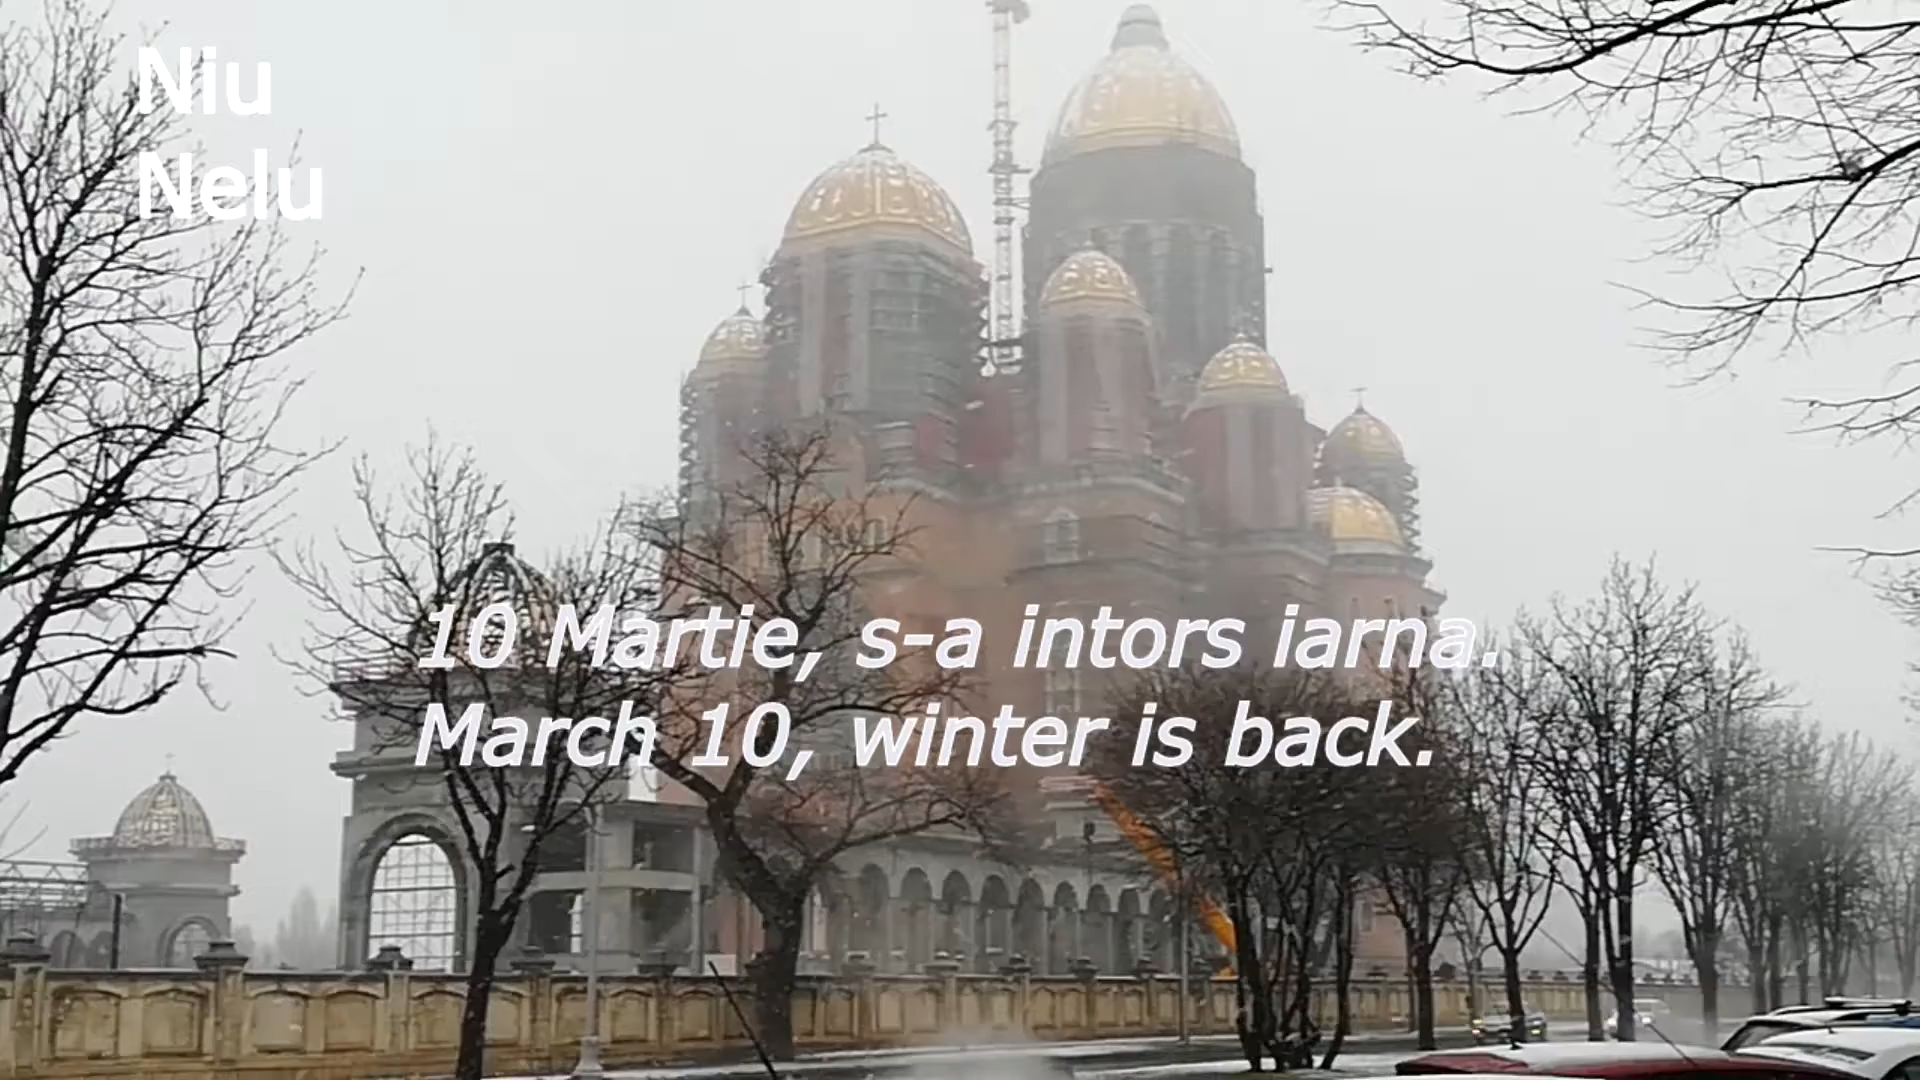 Niu
Nelu
10 Martie, s-a intors iarna.
March 10, winter is back.